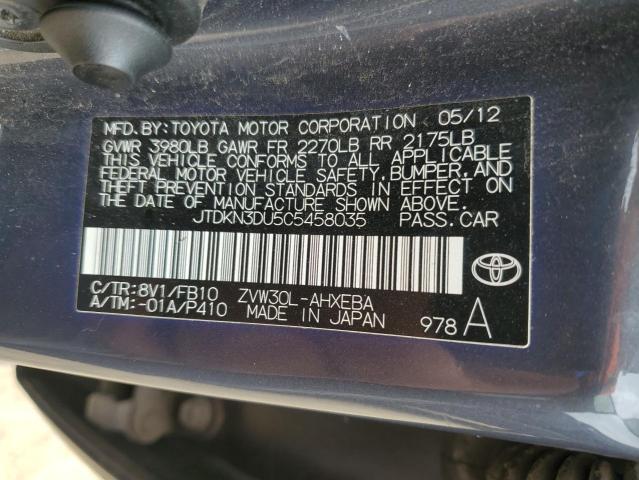 MFD.BY:TOYOTA MOTOR CORPORATION 05/12
GVWR 3980LB GAWR FR 2270LB RR 2175LB
THIS VEHICLE CONFORMS TO ALL APPLICABLE
FEDERAL MOTOR VEHICLE SAFETY,BUMPER,AND
THEFT PREVENTION STANDARDS IN EFFECT ON
THE DATE OF MANUFACTURE SHOWN ABOVE.
JTDKN3DU5C5458035 PASS.CAR
C/TR:8V1/FB10 ZVW30L-AHXEBA
A/TM:-01A/P410 MADE IN JAPAN
978 A